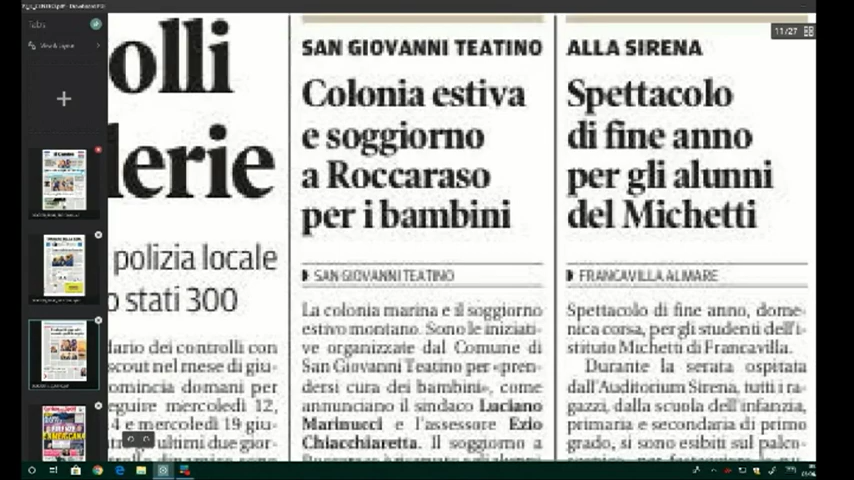 Tabs
11/27
olli
lerie
polizia locale
o stati 300
dario dei controlli con
scout nel mese di giu-
omincia domani per
eguire mercoledì 12,
4 e mercoledì 19 giu-
ultimi due gior-
SAN GIOVANNI TEATINO
Colonia estiva
e soggiorno
a Roccaraso
per i bambini
SAN GIOVANNI TEATINO
La colonia marina e il soggiorno
estivo montano. Sono le iniziati-
ve organizzate dal Comune di
San Giovanni Teatino per «pren-
dersi cura dei bambini», come
annunciano il sindaco Luciano
Marinucci e l'assessore Ezio
Chiacchiaretta. Il soggiorno a
ALLA SIRENA
Spettacolo
di fine anno
per gli alunni
del Michetti
FRANCAVILLA AL MARE
Spettacolo di fine anno, dome-
nica corsa, per gli studenti dell'i-
stituto Michetti di Francavilla.
Durante la serata ospitata
dall'Auditorium Sirena, tutti i ra-
gazzi, dalla scuola dell'infanzia,
primaria e secondaria di primo
grado, si sono esibiti sul palco-